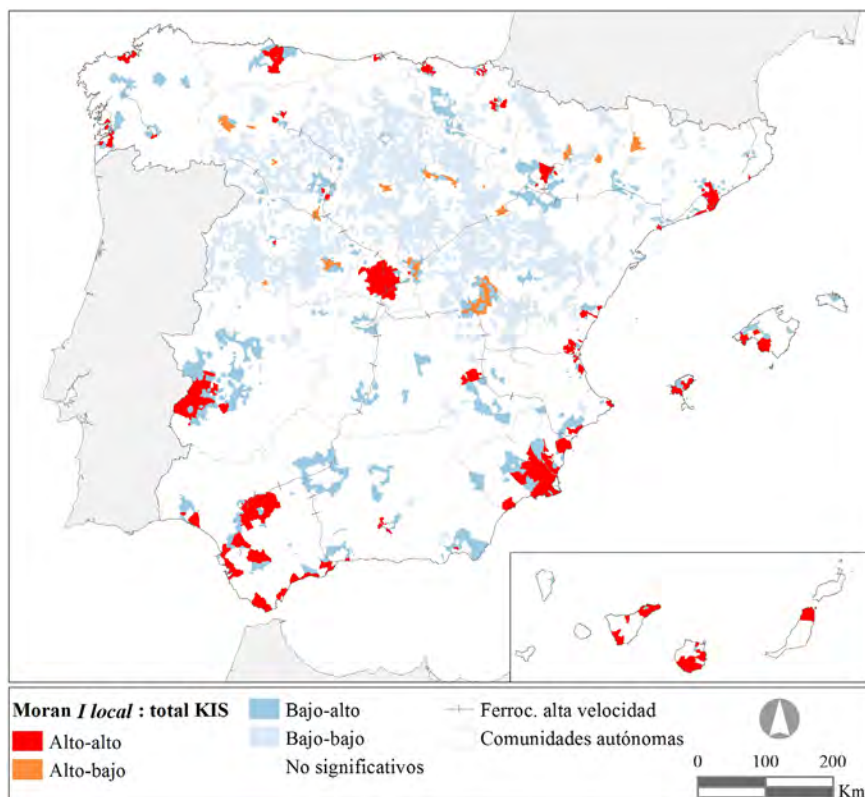 Moran I local : total KIS
Alto-alto
Alto-bajo
Bajo-alto
Bajo-bajo
No significativos
Ferroc. alta velocidad
Comunidades autónomas
0 100 200
Km